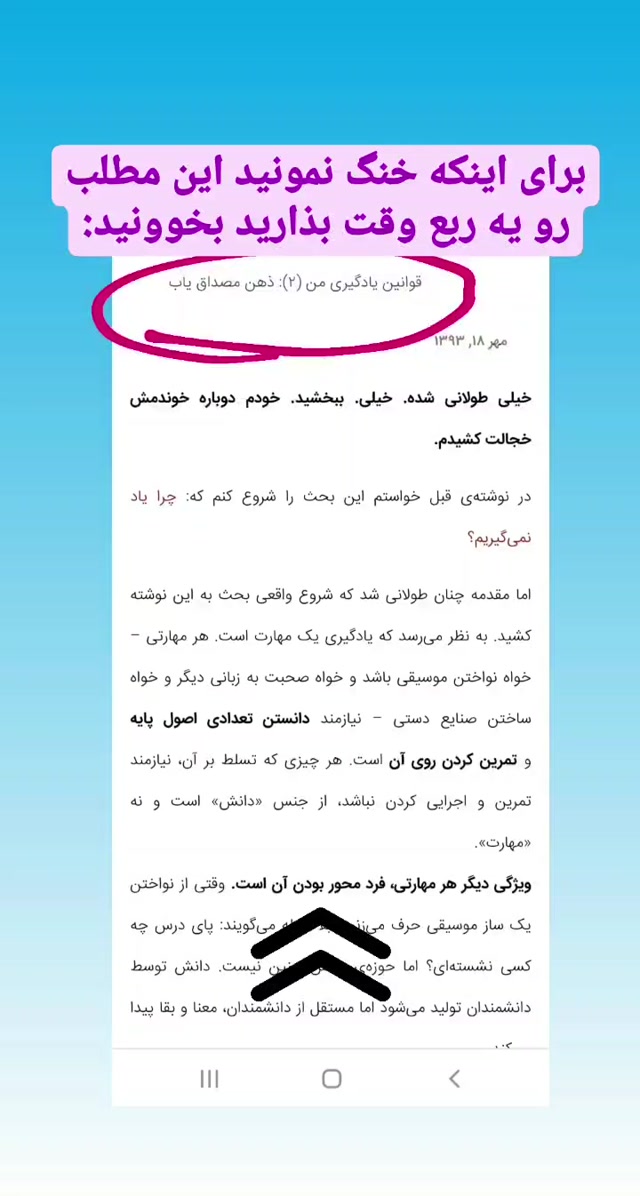 برای اینکه خنگ نمونید این مطلب
رو یه ربع وقت بذارید بخوونید:
قوانین یادگیری من (۲): ذهن مصداق یاب
مهر ۱۸, ۱۳۹۳
خیلی طولانی شده. خیلی. ببخشید. خودم دوباره خوندمش
خجالت کشیدم.
در نوشته‌ی قبل خواستم این بحث را شروع کنم که: چرا یاد
نمی‌گیریم؟
اما مقدمه چنان طولانی شد که شروع واقعی بحث به این نوشته
کشید. به نظر می‌رسد که یادگیری یک مهارت است. هر مهارتی –
خواه نواختن موسیقی باشد و خواه صحبت به زبانی دیگر و خواه
ساختن صنایع دستی – نیازمند دانستن تعدادی اصول پایه
و تمرین کردن روی آن است. هر چیزی که تسلط بر آن، نیازمند
تمرین و اجرایی کردن نباشد، از جنس «دانش» است و نه
«مهارت».
ویژگی دیگر هر مهارتی، فرد محور بودن آن است. وقتی از نواختن
یک ساز موسیقی حرف می‌زنی می‌گویند: پای درس چه
کسی نشسته‌ای؟ اما حوزه‌ی نیست. دانش توسط
دانشمندان تولید می‌شود اما مستقل از دانشمندان، معنا و بقا پیدا